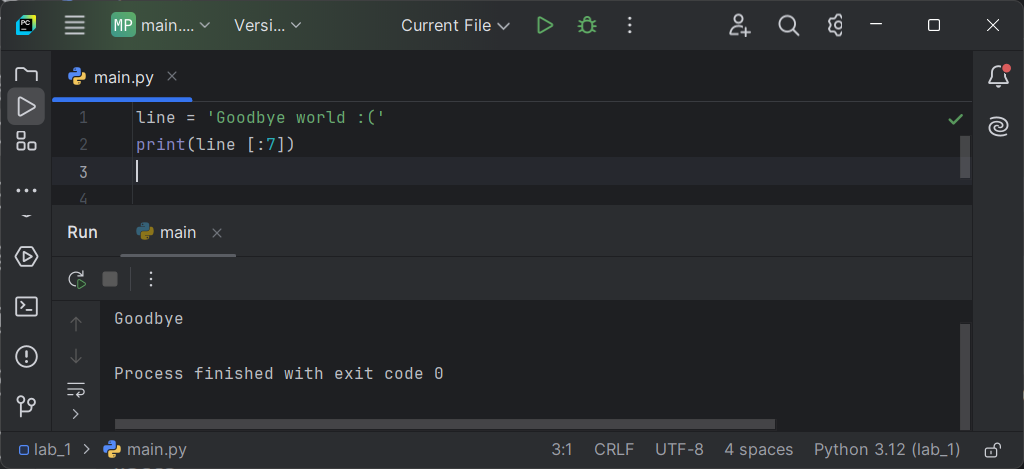 PC
MP main.... Versi... Current File
main.py
1 line = 'Goodbye world :('
2 print(line [:7])
3
4
Run main
Goodbye
Process finished with exit code 0
lab_1 > main.py 3:1 CRLF UTF-8 4 spaces Python 3.12 (lab_1)